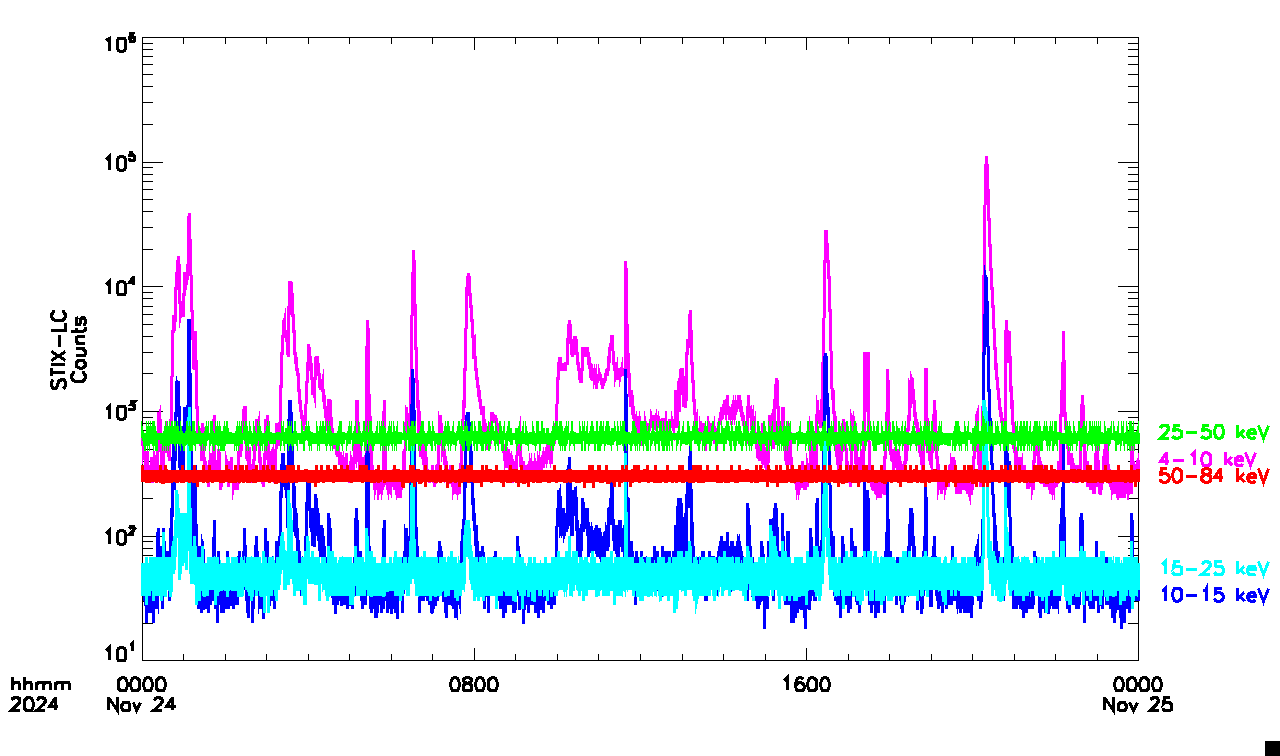 10⁶
10⁵
10⁴
10³
10²
10¹
STIX-LC
Counts
25-50 keV
4-10 keV
50-84 keV
15-25 keV
10-15 keV
hhmm 0000 0800 1600 0000
2024 Nov 24 Nov 25